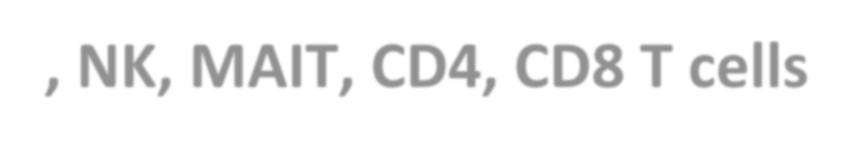 , NK, MAIT, CD4, CD8 T cells